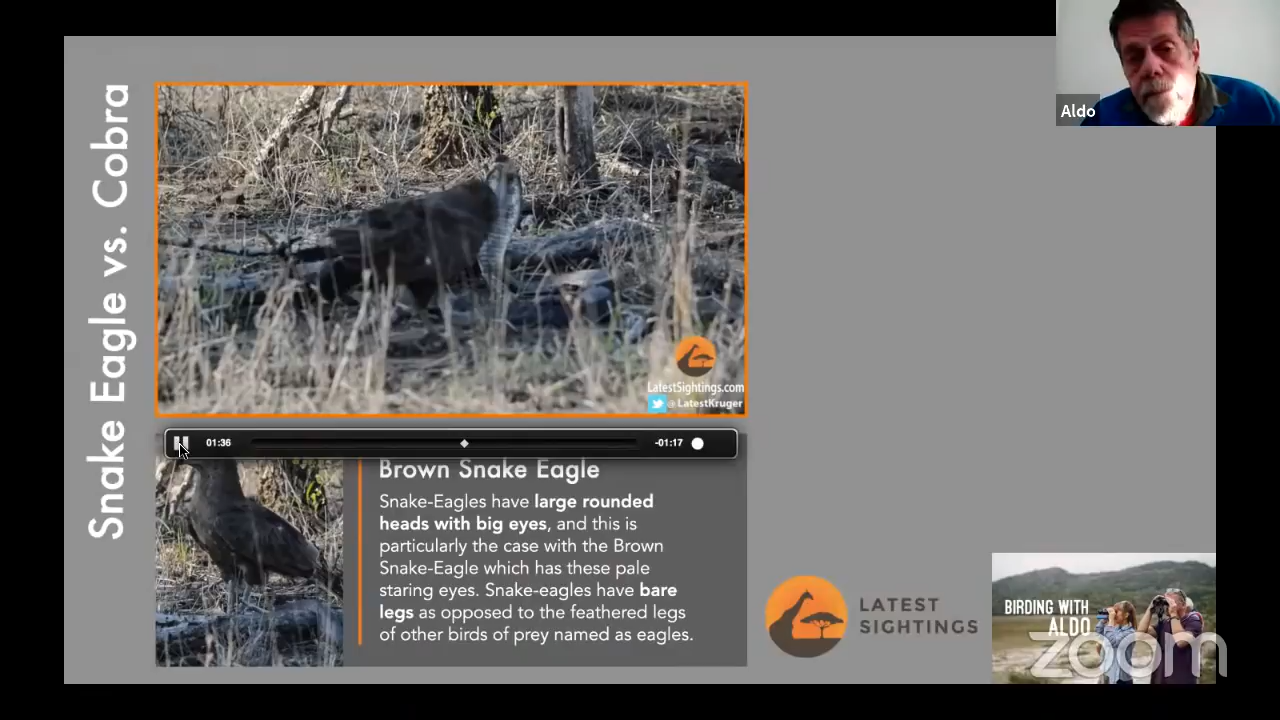 Snake Eagle vs. Cobra
Aldo
LatestSightings.com
@LatestKruger
01:36
-01:17
Brown Snake Eagle
Snake-Eagles have large rounded
heads with big eyes, and this is
particularly the case with the Brown
Snake-Eagle which has these pale
staring eyes. Snake-eagles have bare
legs as opposed to the feathered legs
of other birds of prey named as eagles.
LATEST
SIGHTINGS
BIRDING WITH
ALDO
zoom